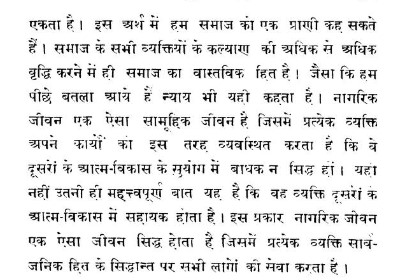 एकता है। इस अर्थ में हम समाज को एक प्राणी कह सकते
हैं। समाज के सभी व्यक्तियों के कल्याण की अधिक से अधिक
वृद्धि करने में ही समाज का वास्तविक हित है। जैसा कि हम
पीछे बतला आये हैं न्याय भी यही कहता है। नागरिक
जीवन एक ऐसा सामूहिक जीवन है जिसमें प्रत्येक व्यक्ति
अपने कार्यों को इस तरह व्यवस्थित करता है कि वे
दूसरों के आत्म-विकास के सुयोग में बाधक न सिद्ध हों। यही
नहीं उतनी ही महत्त्वपूर्ण बात यह है कि वह व्यक्ति दूसरों के
आत्म-विकास में सहायक होता है। इस प्रकार नागरिक जीवन
एक ऐसा जीवन सिद्ध होता है जिसमें प्रत्येक व्यक्ति सार्व-
जनिक हित के सिद्धान्त पर सभी लोगों की सेवा करता है।